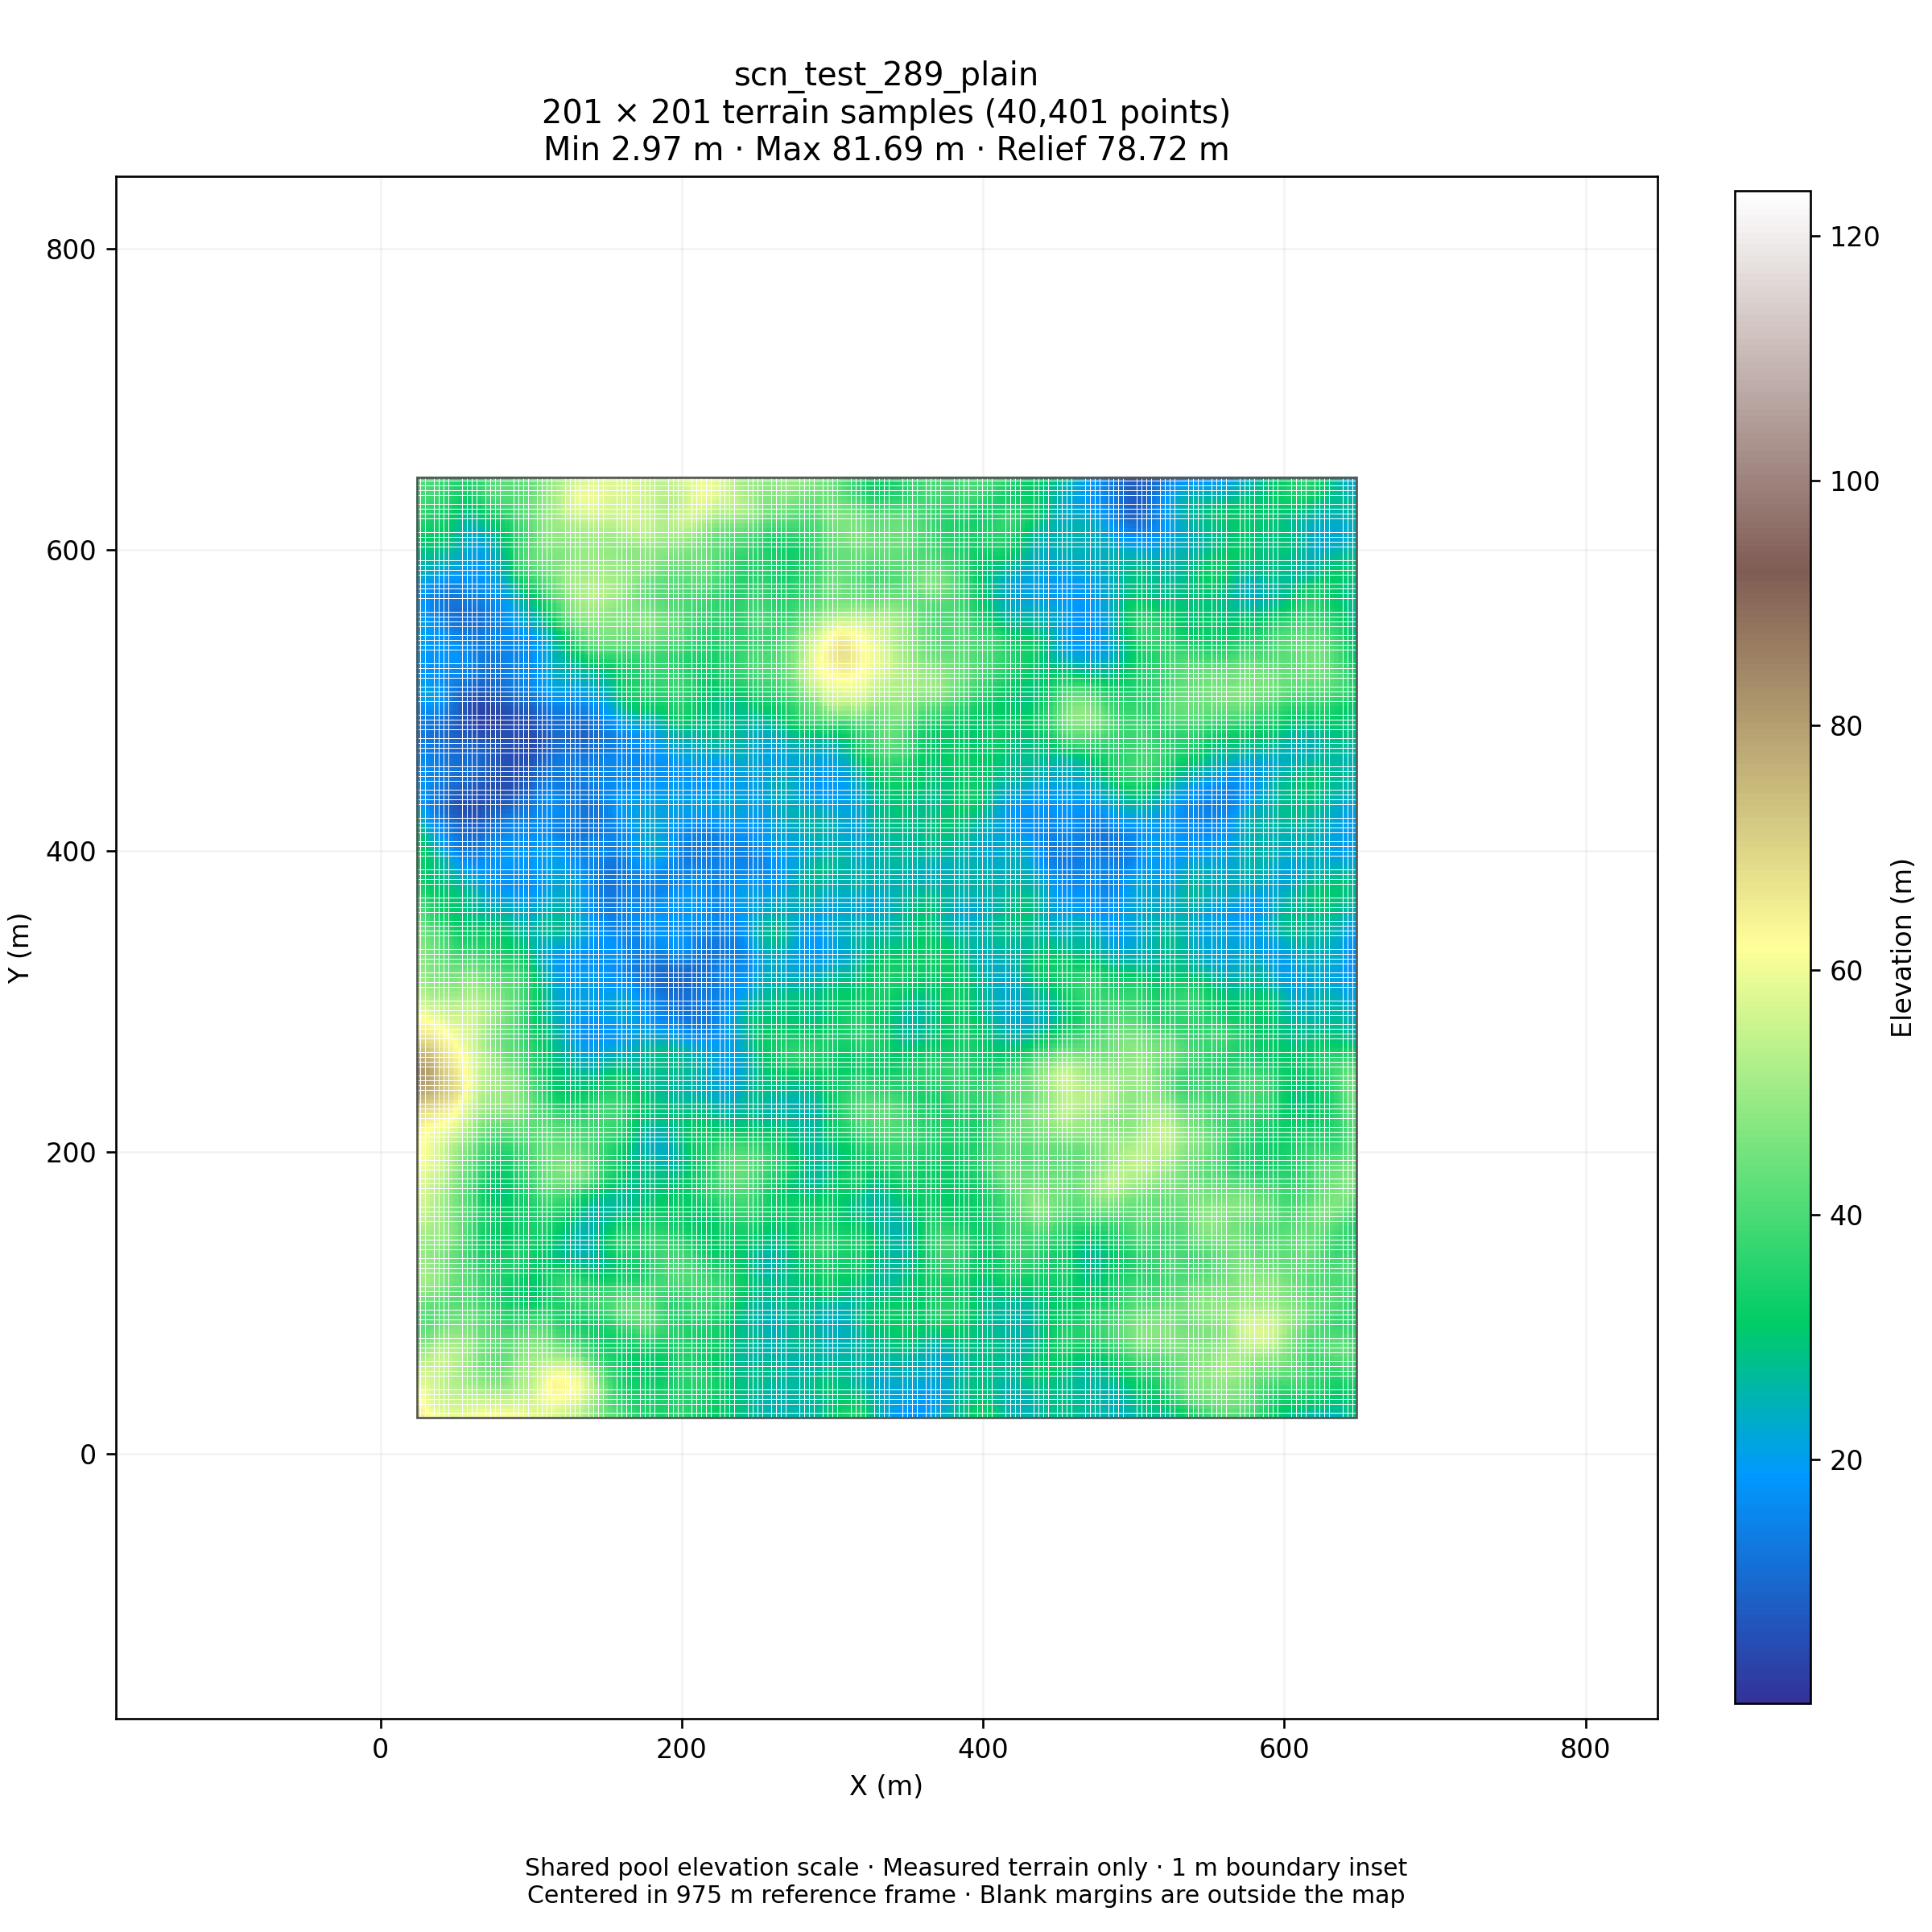 scn_test_289_plain
201 × 201 terrain samples (40,401 points)
Min 2.97 m · Max 81.69 m · Relief 78.72 m
800
600
400
200
0
Y (m)
0
200
400
600
800
X (m)
120
100
80
60
40
20
Elevation (m)
Shared pool elevation scale · Measured terrain only · 1 m boundary inset
Centered in 975 m reference frame · Blank margins are outside the map